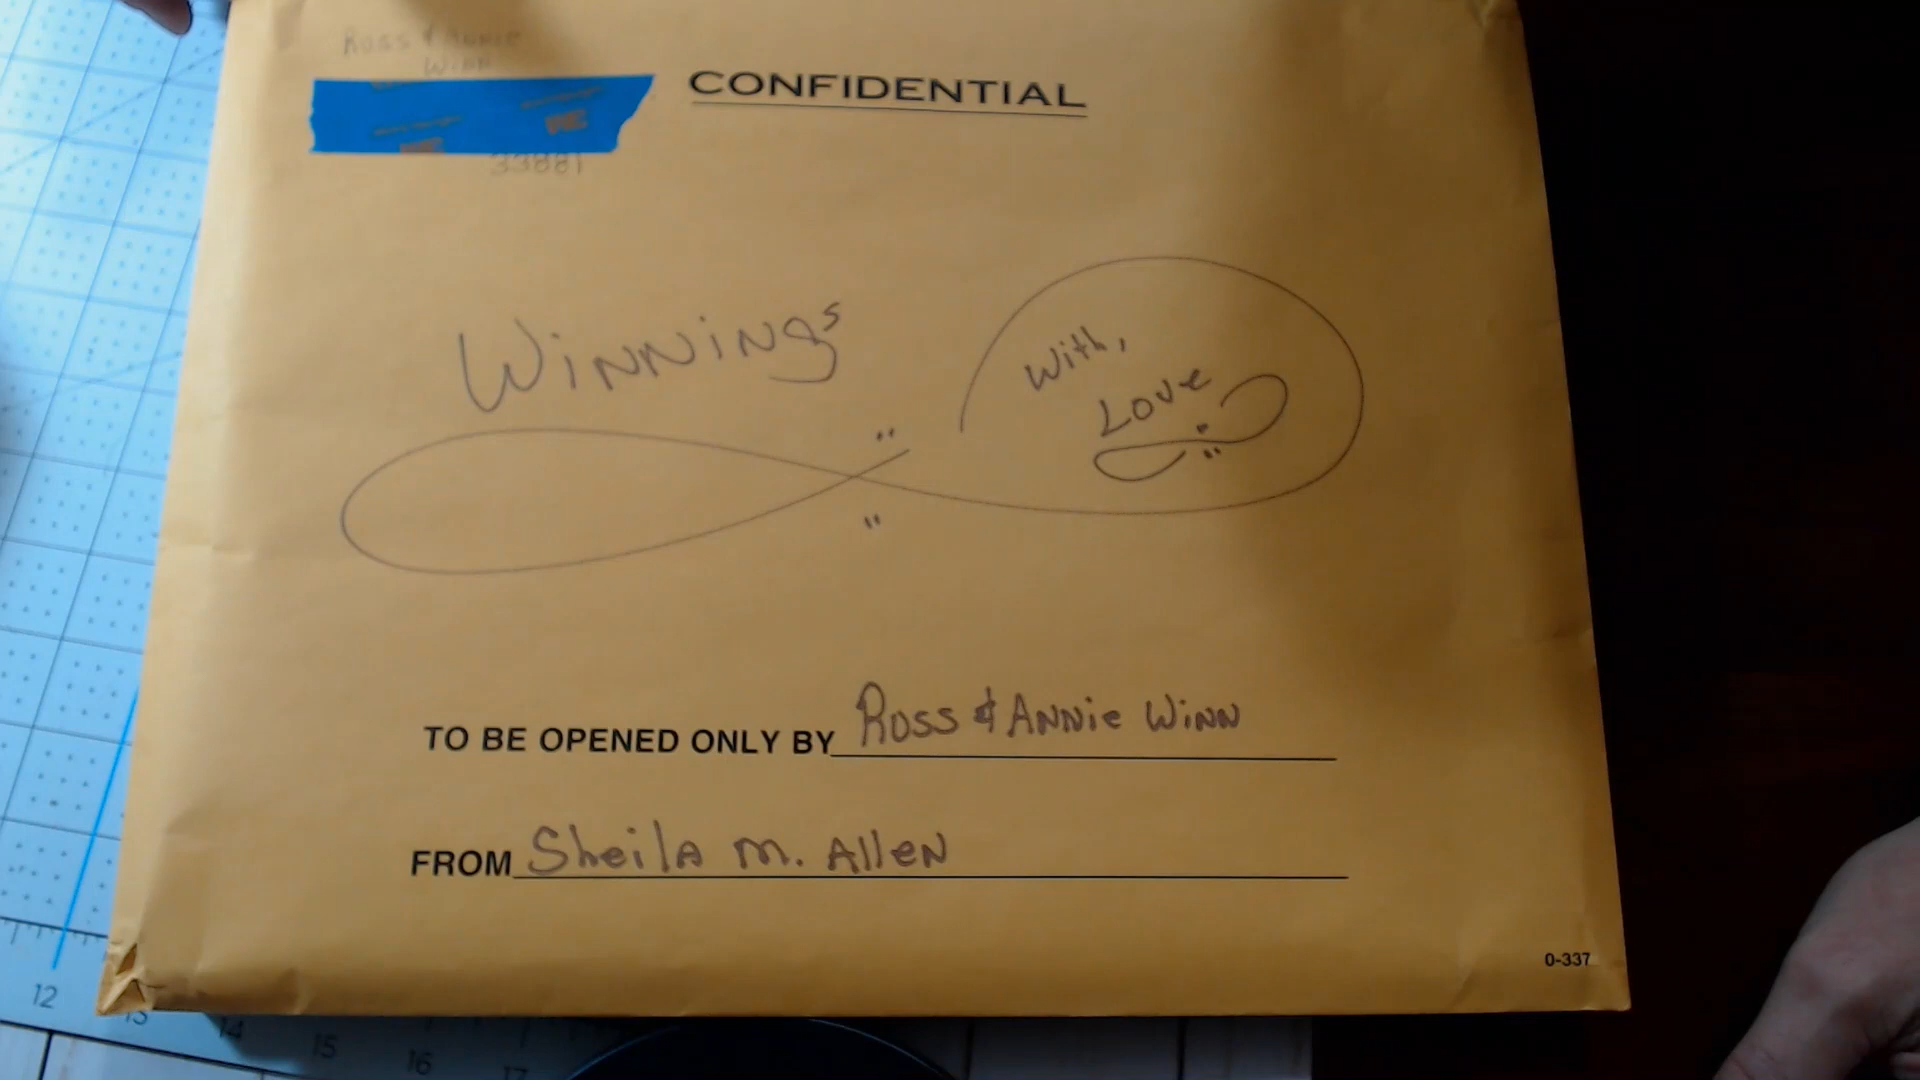 Ross & Annie
Winn
33881
CONFIDENTIAL
Winnings
With,
Love
TO BE OPENED ONLY BY Ross & Annie Winn
FROM Sheila M. Allen
0-337
12
13
14
15
16
17